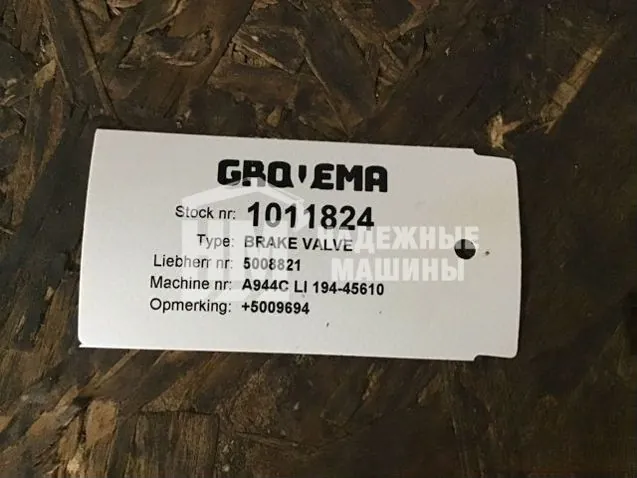 GROVEMA
Stock nr: 1011824
Type: BRAKE VALVE
Liebherr nr: 5008821
Machine nr: A944C LI 194-45610
Opmerking: +5009694
НАДЕЖНЫЕ
МАШИНЫ